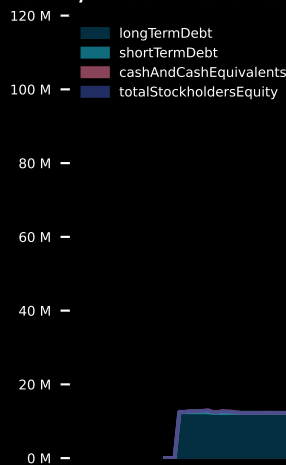 120 M
longTermDebt
shortTermDebt
cashAndCashEquivalents
totalStockholdersEquity
100 M
80 M
60 M
40 M
20 M
0 M